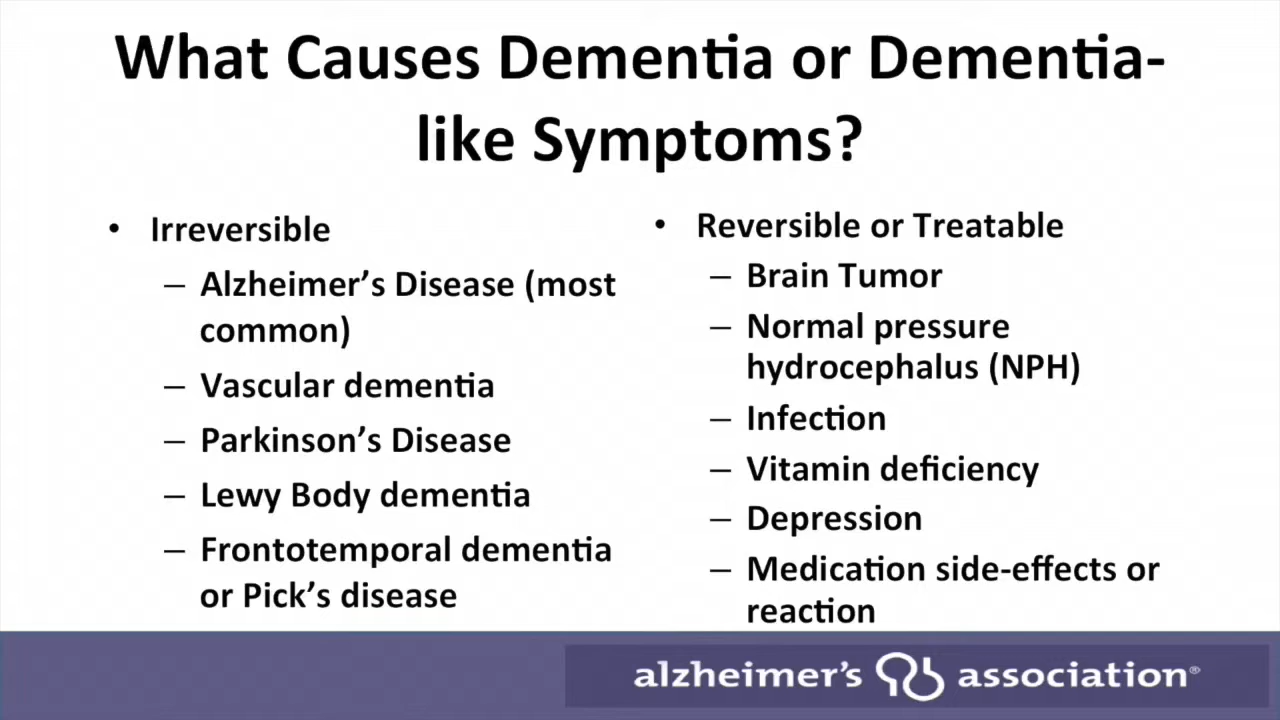 What Causes Dementia or Dementia-
like Symptoms?
• Irreversible
– Alzheimer’s Disease (most
common)
– Vascular dementia
– Parkinson’s Disease
– Lewy Body dementia
– Frontotemporal dementia
or Pick’s disease
• Reversible or Treatable
– Brain Tumor
– Normal pressure
hydrocephalus (NPH)
– Infection
– Vitamin deficiency
– Depression
– Medication side-effects or
reaction
alzheimer’s association®